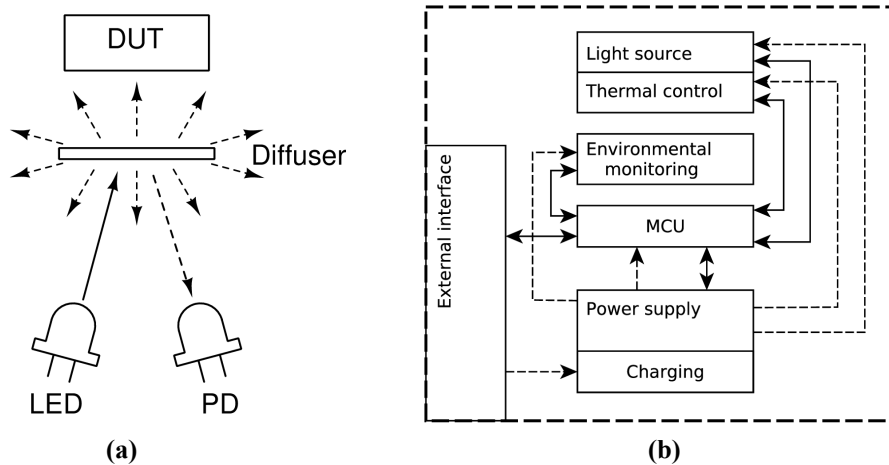 DUT
Diffuser
LED
PD
(a)
Light source
Thermal control
Environmental
monitoring
External interface
MCU
Power supply
Charging
(b)